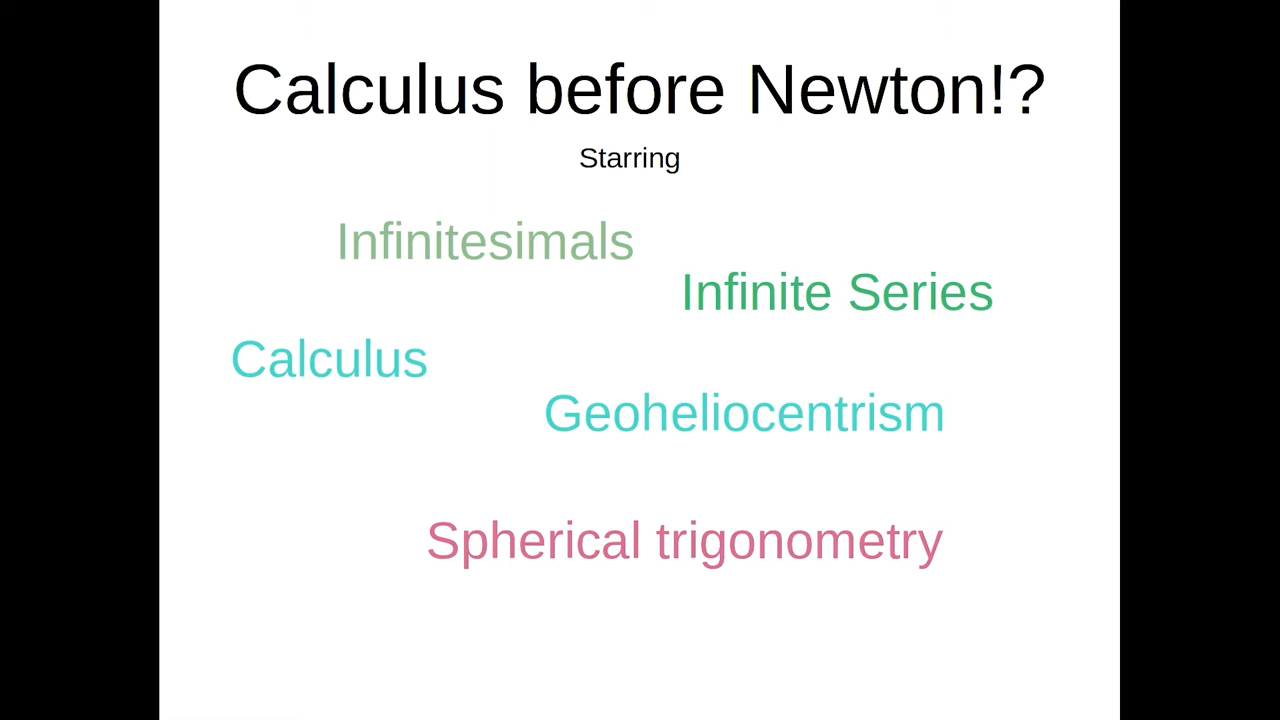 Calculus before Newton!?
Starring
Infinitesimals
Infinite Series
Calculus
Geoheliocentrism
Spherical trigonometry